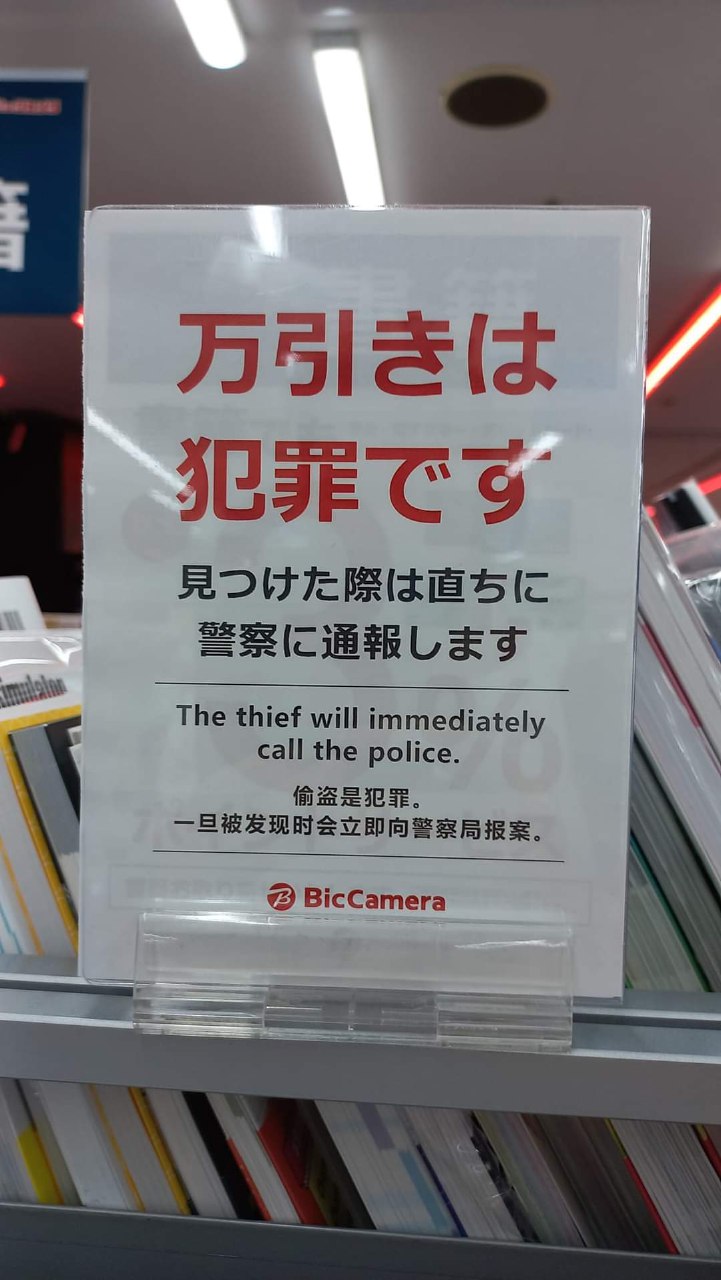 籍
万引きは
犯罪です
見つけた際は直ちに
警察に通報します
The thief will immediately
call the police.
偷盗是犯罪。
一旦被发现时会立即向警察局报案。
BicCamera